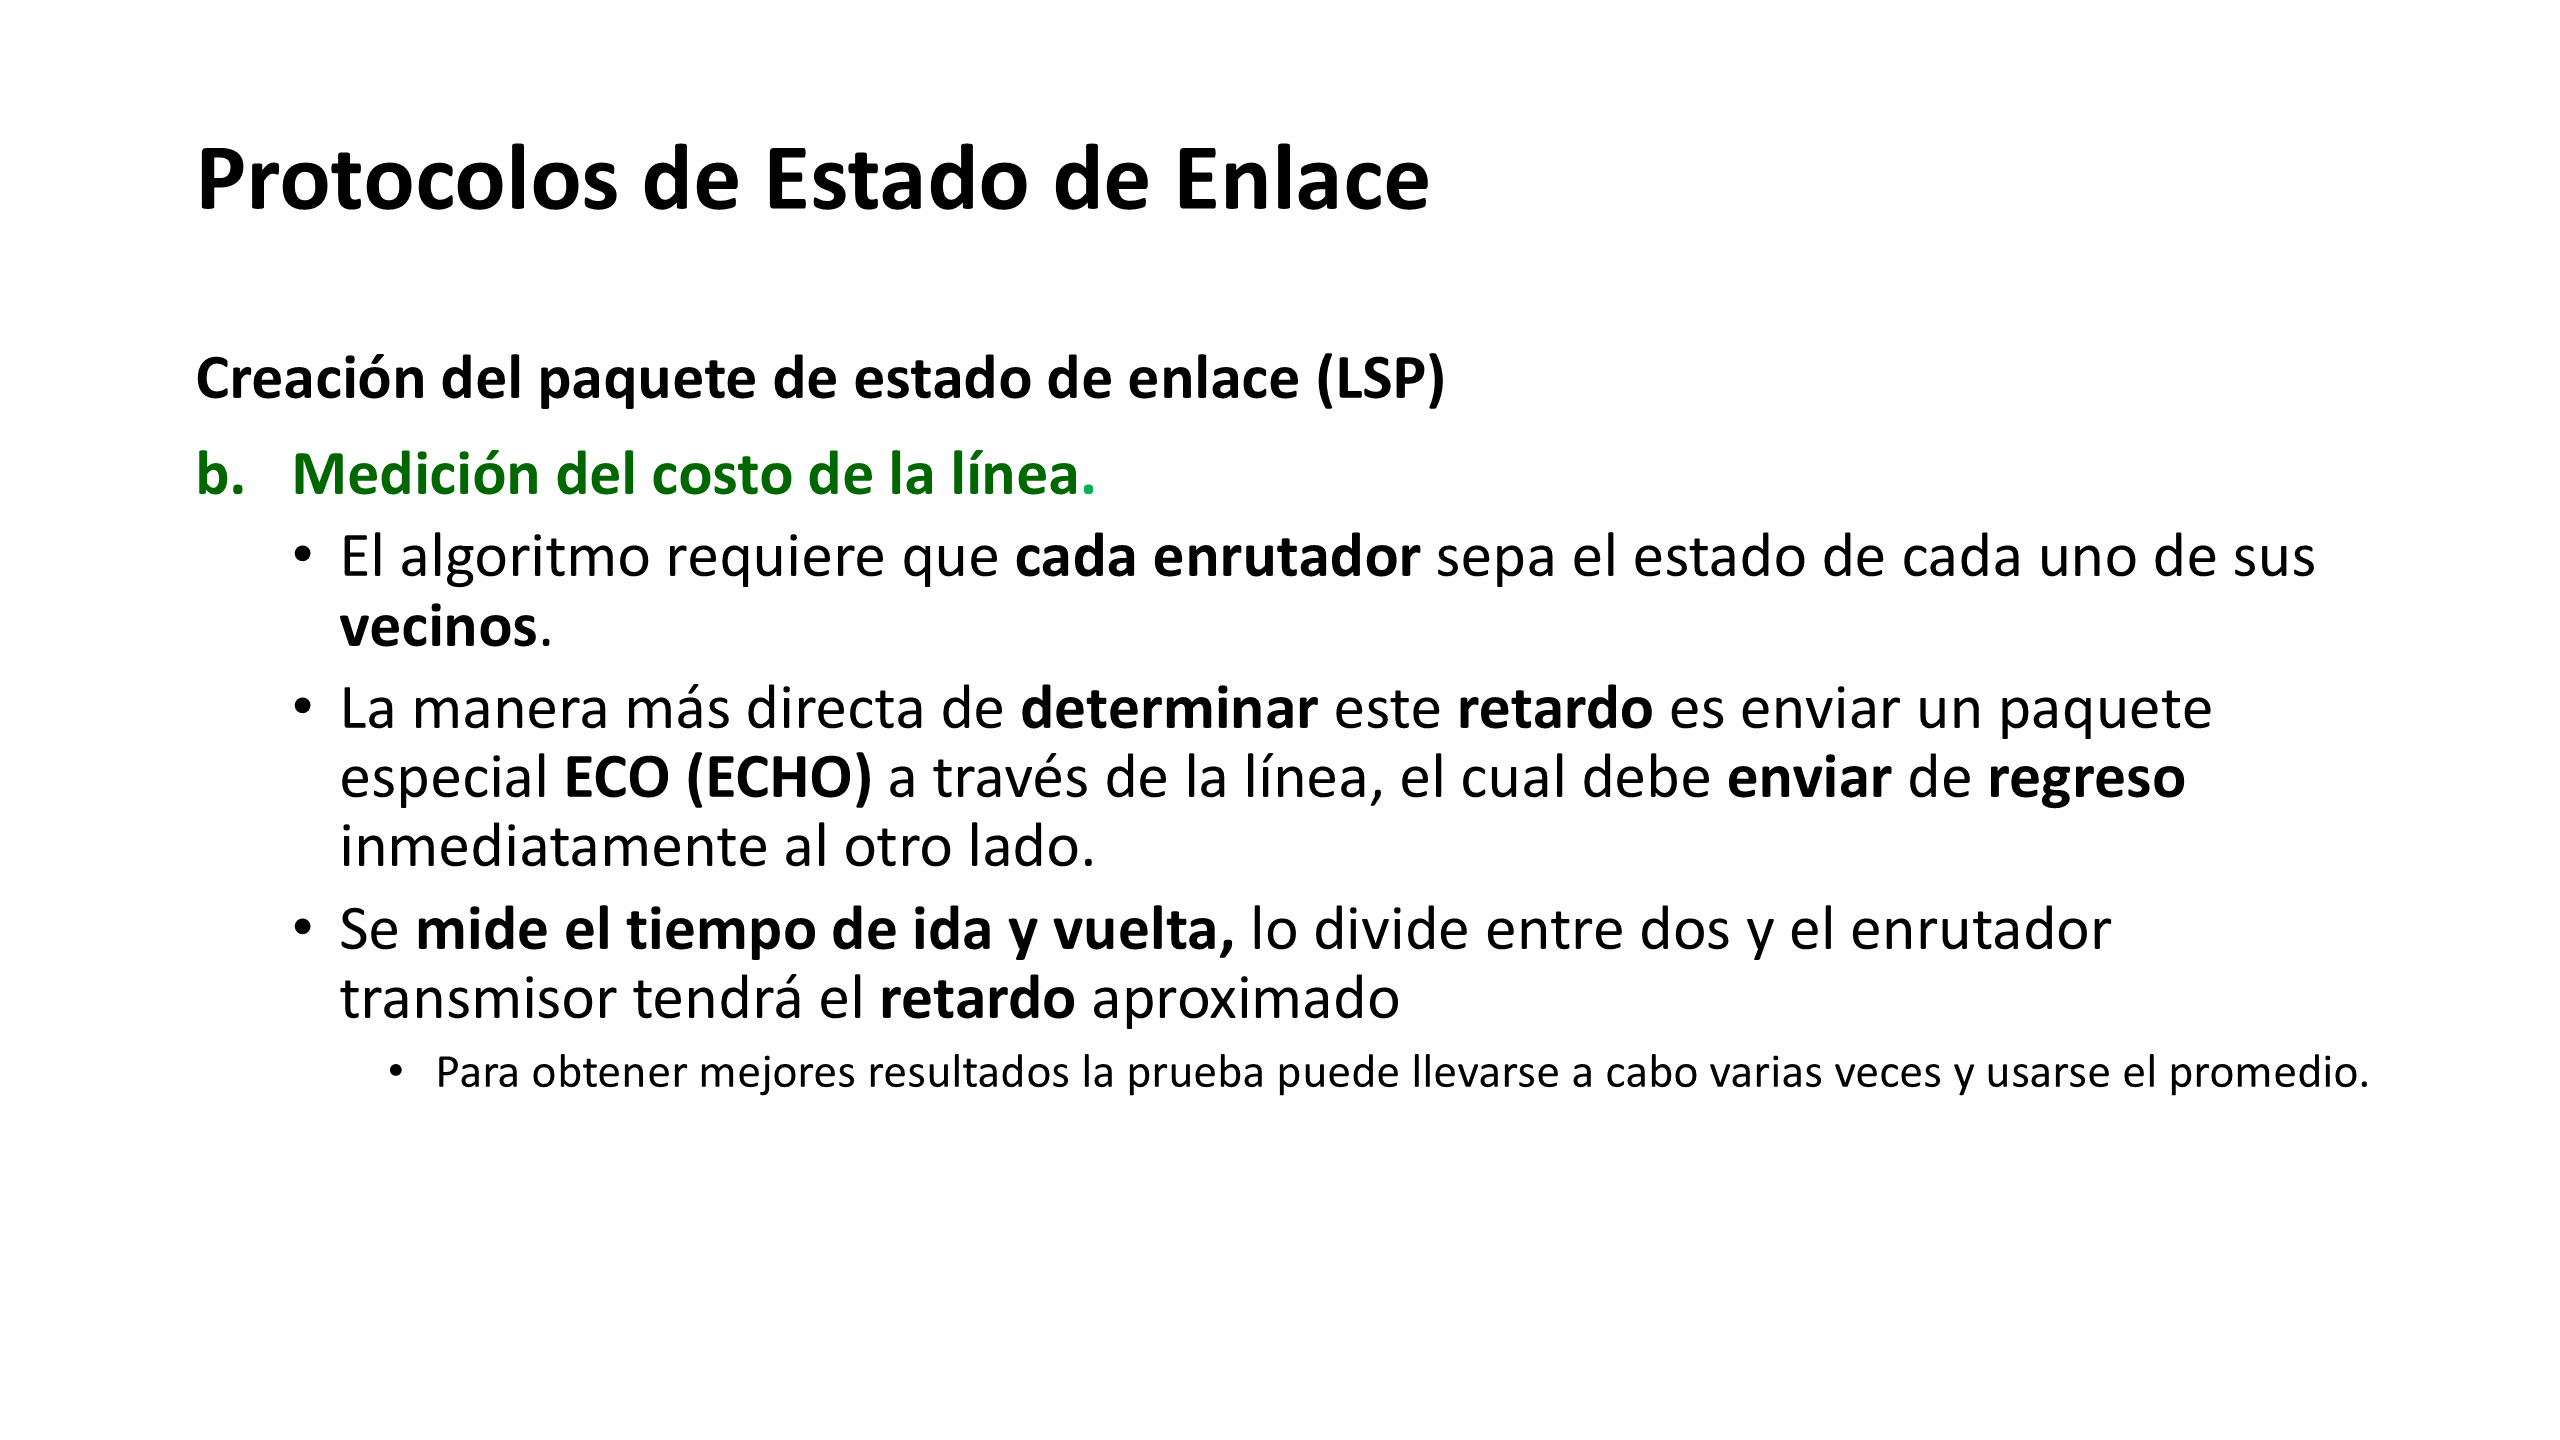 Protocolos de Estado de Enlace
Creación del paquete de estado de enlace (LSP)
b. Medición del costo de la línea.
• El algoritmo requiere que cada enrutador sepa el estado de cada uno de sus
vecinos.
• La manera más directa de determinar este retardo es enviar un paquete
especial ECO (ECHO) a través de la línea, el cual debe enviar de regreso
inmediatamente al otro lado.
• Se mide el tiempo de ida y vuelta, lo divide entre dos y el enrutador
transmisor tendrá el retardo aproximado
• Para obtener mejores resultados la prueba puede llevarse a cabo varias veces y usarse el promedio.